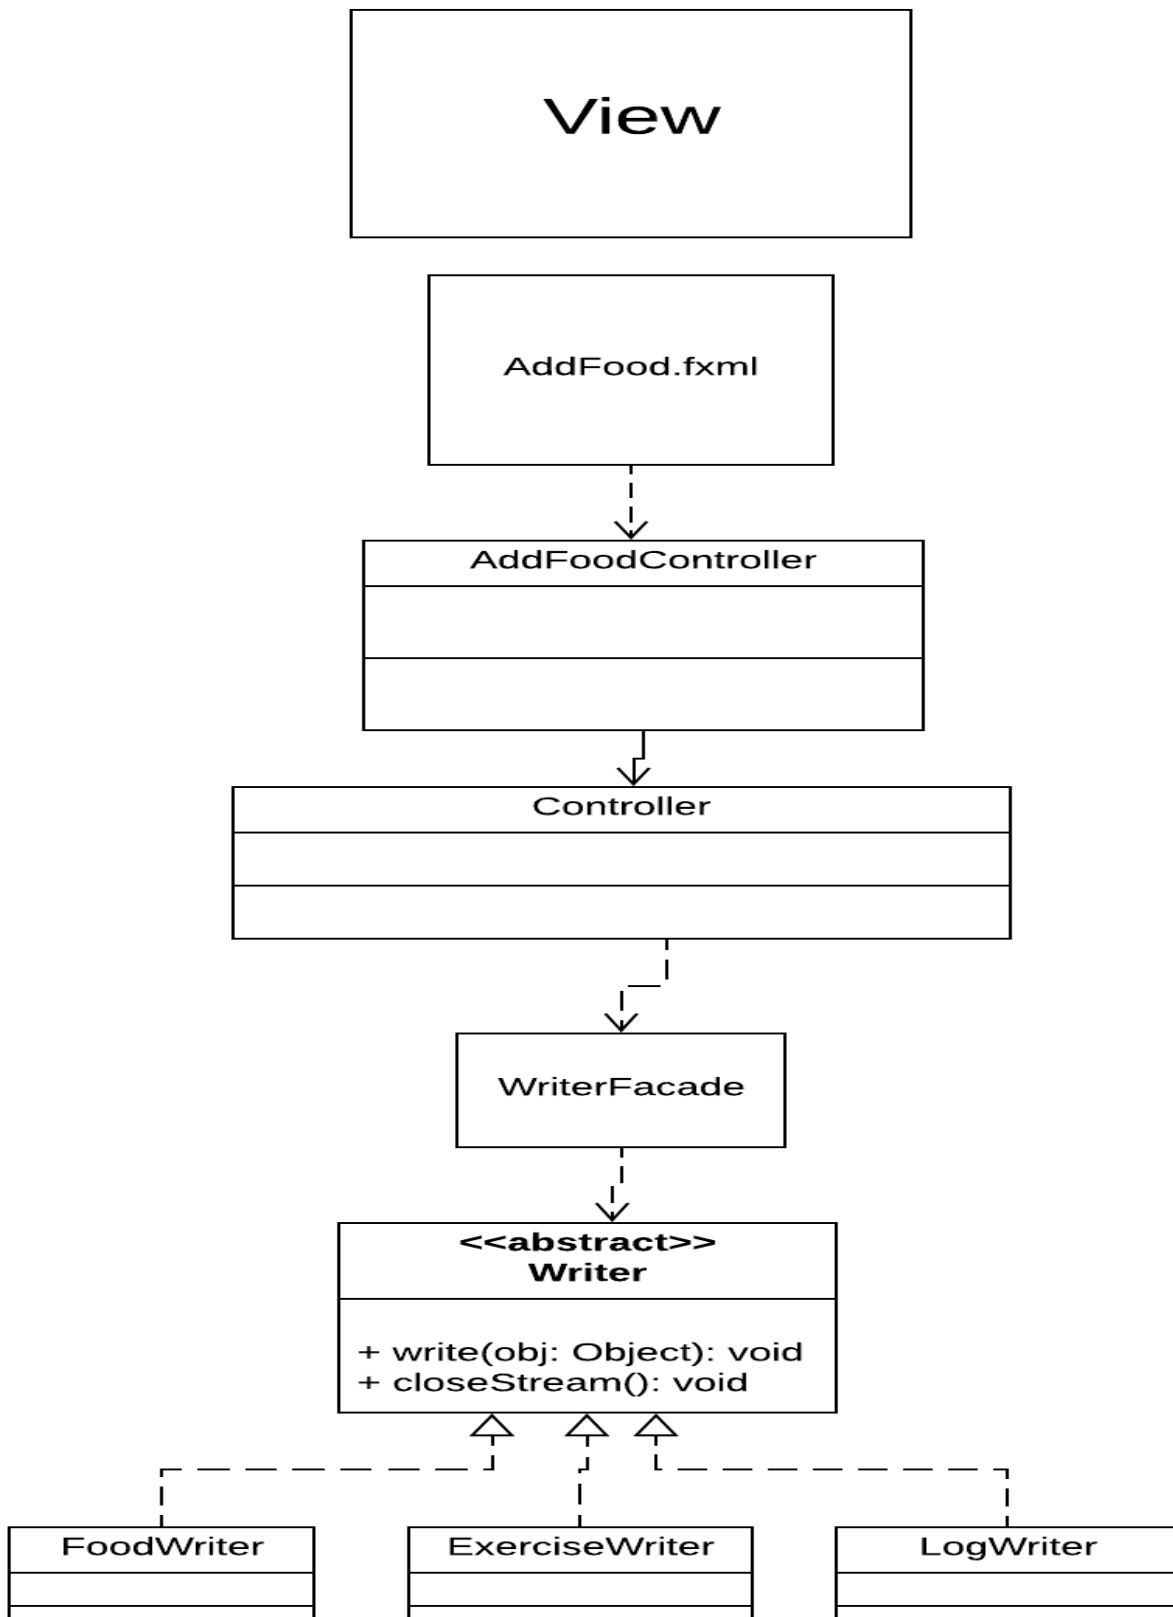 View
AddFood.fxml
AddFoodController
Controller
WriterFacade
<<abstract>>
Writer
+ write(obj: Object): void
+ closeStream(): void
FoodWriter
ExerciseWriter
LogWriter